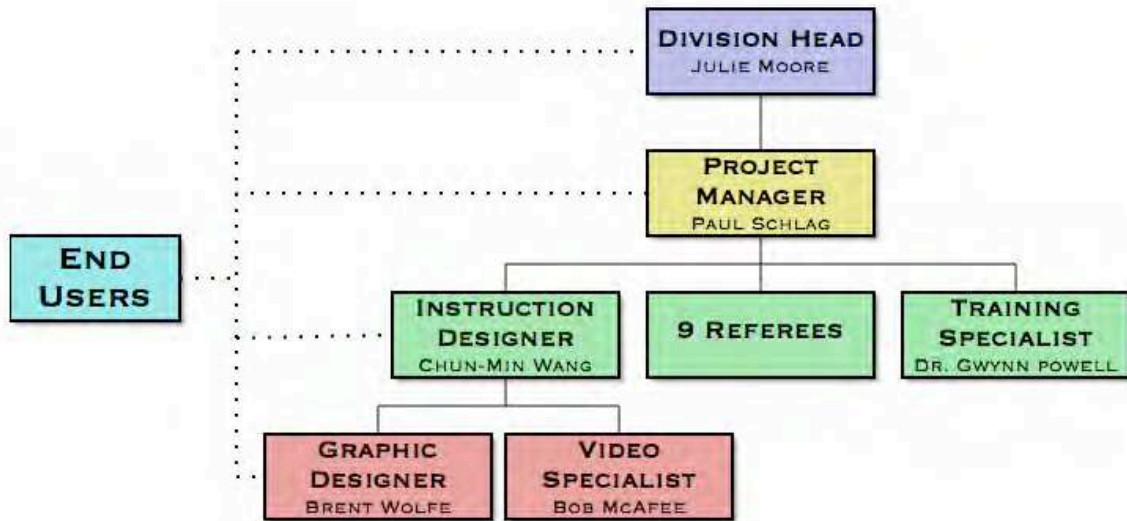 DIVISION HEAD
JULIE MOORE
PROJECT
MANAGER
PAUL SCHLAG
END
USERS
INSTRUCTION
DESIGNER
CHUN-MIN WANG
9 REFEREES
TRAINING
SPECIALIST
DR. GWYNN POWELL
GRAPHIC
DESIGNER
BRENT WOLFE
VIDEO
SPECIALIST
BOB MCAFEE